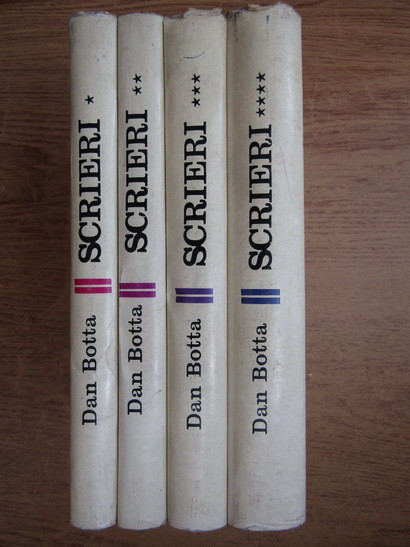 Dan Botta SCRIERI *
Dan Botta SCRIERI **
Dan Botta SCRIERI ***
Dan Botta SCRIERI ****